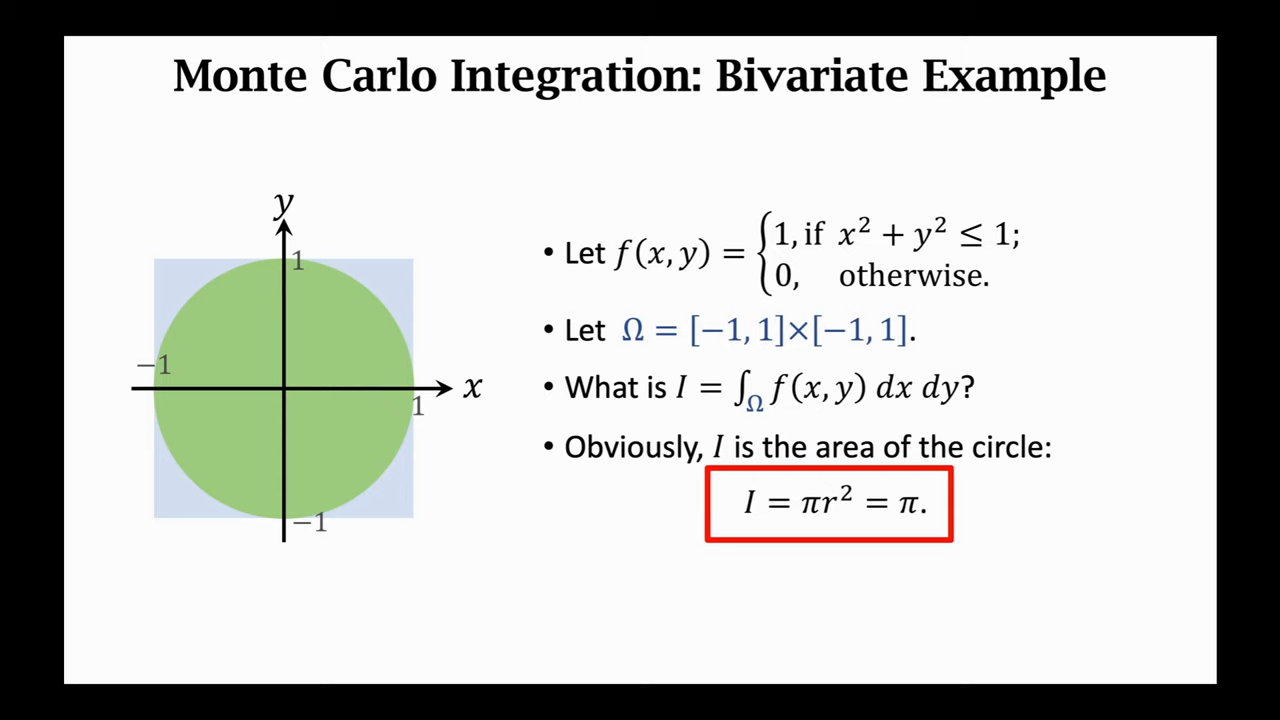 Monte Carlo Integration: Bivariate Example
y
1
−1
x
1
−1
• Let f(x, y) = {1, if x² + y² ≤ 1;
0, otherwise.
• Let Ω = [−1, 1]×[−1, 1].
• What is I = ∫_Ω f(x, y) dx dy?
• Obviously, I is the area of the circle:
I = πr² = π.